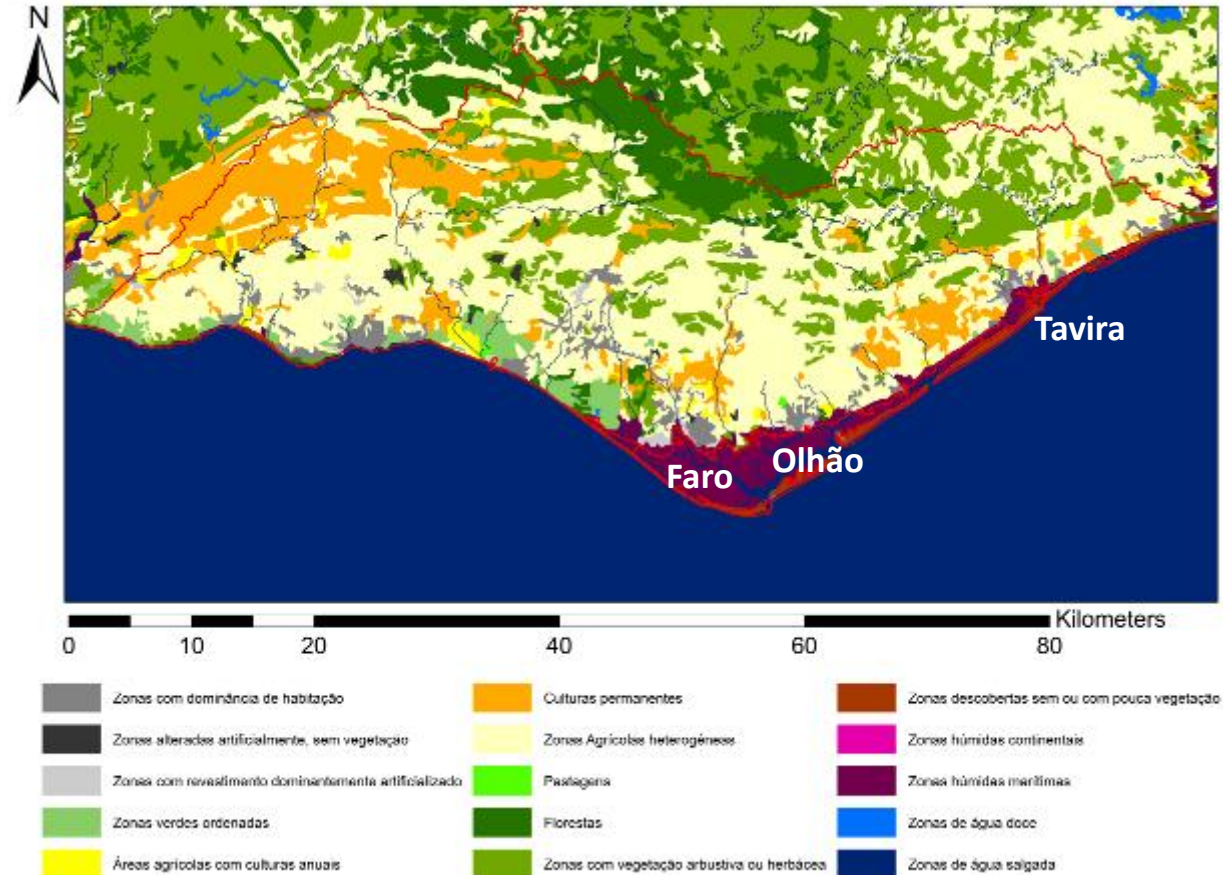 N
Tavira
Olhão
Faro
Kilometers
0 10 20 40 60 80
Zonas com dominância de habitação
Zonas alteradas artificialmente, sem vegetação
Zonas com revestimento dominantemente artificializado
Zonas verdes ordenadas
Áreas agrícolas com culturas anuais
Culturas permanentes
Zonas Agrícolas heterogéneas
Pastagens
Florestas
Zonas com vegetação arbustiva ou herbácea
Zonas descobertas sem ou com pouca vegetação
Zonas húmidas continentais
Zonas húmidas marítimas
Zonas de água doce
Zonas de água salgada